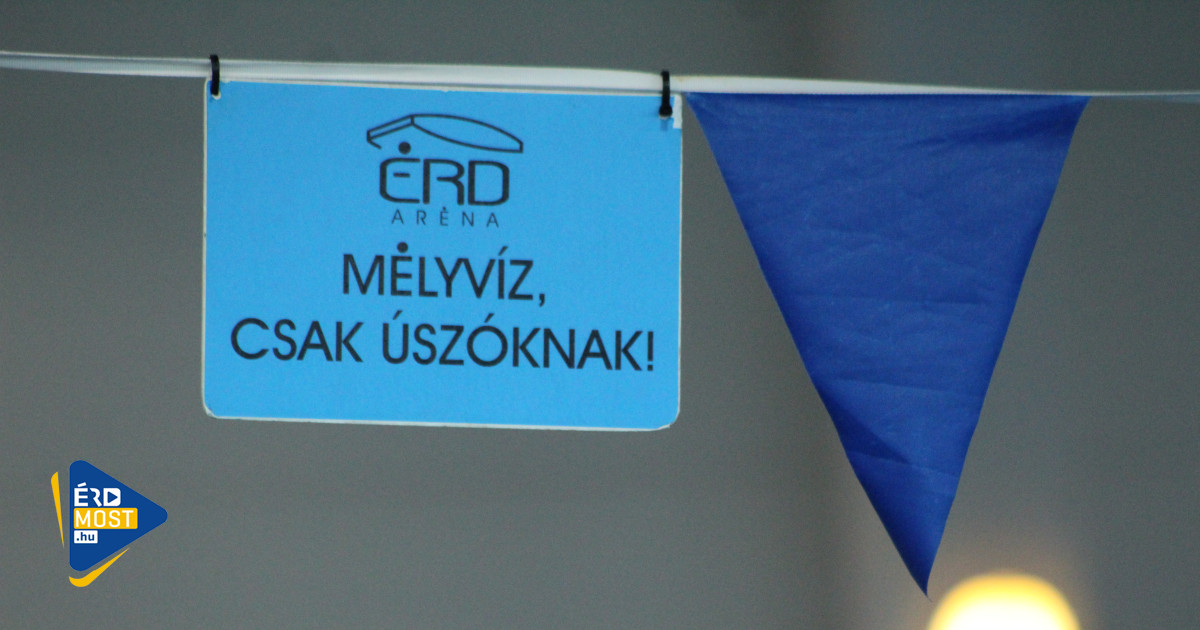 ÉRD
ARÉNA
MÉLYVÍZ,
CSAK ÚSZÓKNAK!
ÉRD
MOST
.hu